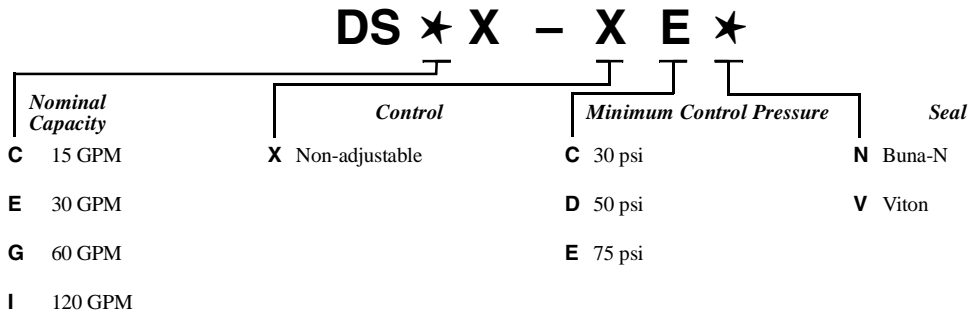 DS ✶ X – X E ✶
Nominal Capacity Control Minimum Control Pressure Seal
C 15 GPM X Non-adjustable C 30 psi N Buna-N
E 30 GPM D 50 psi V Viton
G 60 GPM E 75 psi
I 120 GPM